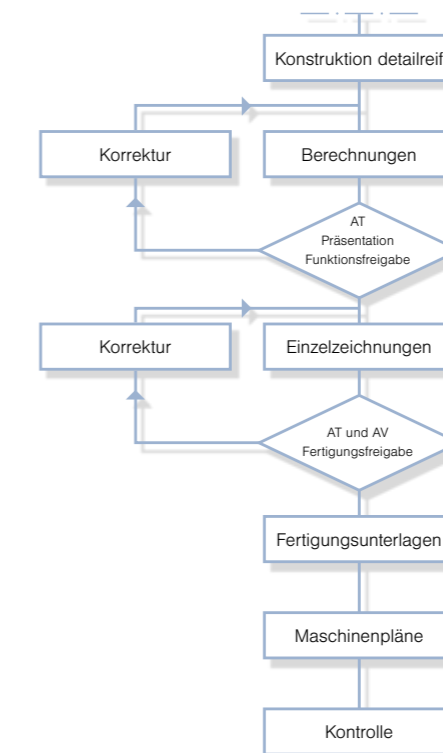 Konstruktion detailreif
Korrektur
Berechnungen
AT
Präsentation
Funktionsfreigabe
Korrektur
Einzelzeichnungen
AT und AV
Fertigungsfreigabe
Fertigungsunterlagen
Maschinenpläne
Kontrolle